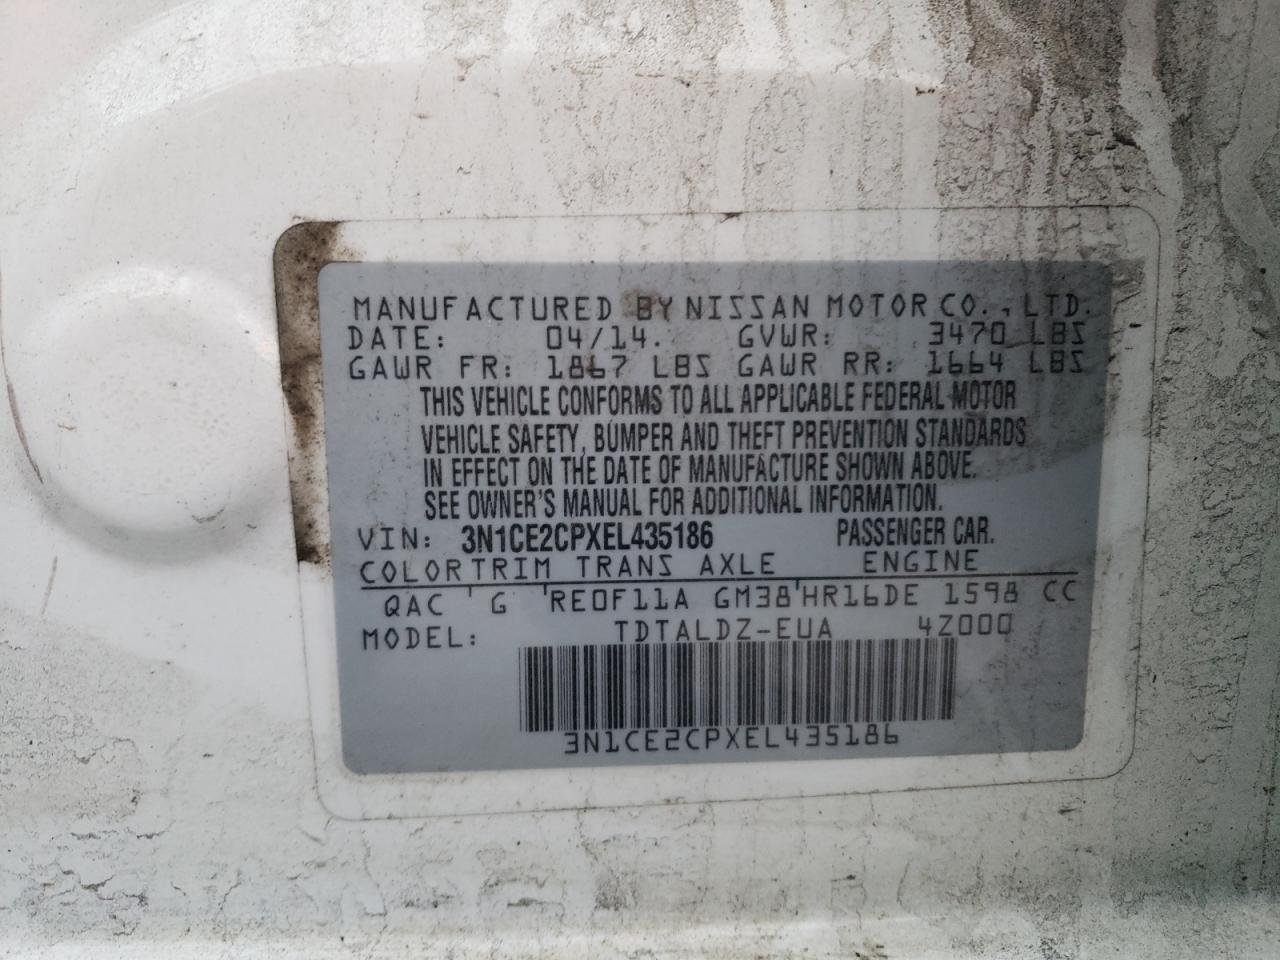 MANUFACTURED BY NISSAN MOTOR CO., LTD.
DATE: 04/14. GVWR: 3470 LBS
GAWR FR: 1867 LBS GAWR RR: 1664 LBS
THIS VEHICLE CONFORMS TO ALL APPLICABLE FEDERAL MOTOR
VEHICLE SAFETY, BUMPER AND THEFT PREVENTION STANDARDS
IN EFFECT ON THE DATE OF MANUFACTURE SHOWN ABOVE.
SEE OWNER'S MANUAL FOR ADDITIONAL INFORMATION.
VIN: 3N1CE2CPXEL435186 PASSENGER CAR.
COLORTRIM TRANS AXLE ENGINE
QAC ' G ' RE0F11A GM38 ' HR16DE 1598 CC
MODEL: TDTALDZ-EUA 4Z000
3N1CE2CPXEL435186